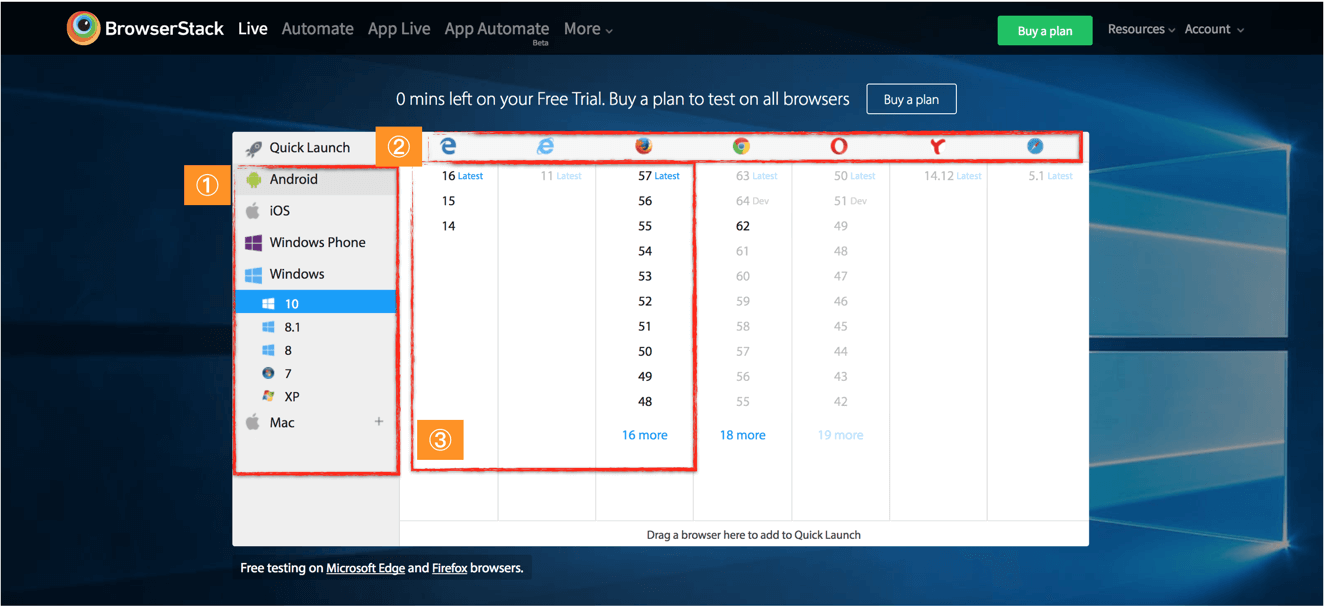 BrowserStack Live Automate App Live App Automate More Buy a plan Resources Account
Beta
0 mins left on your Free Trial. Buy a plan to test on all browsers Buy a plan
Quick Launch ②
①
Android
iOS
Windows Phone
Windows
10
8.1
8
7
XP
Mac +
16 Latest 11 Latest 57 Latest 63 Latest 50 Latest 14.12 Latest 5.1 Latest
15 56 64 Dev 51 Dev
14 55 62 49
54 61 48
53 60 47
52 59 46
51 58 45
50 57 44
49 56 43
48 55 42
③ 16 more 18 more 19 more
Drag a browser here to add to Quick Launch
Free testing on Microsoft Edge and Firefox browsers.